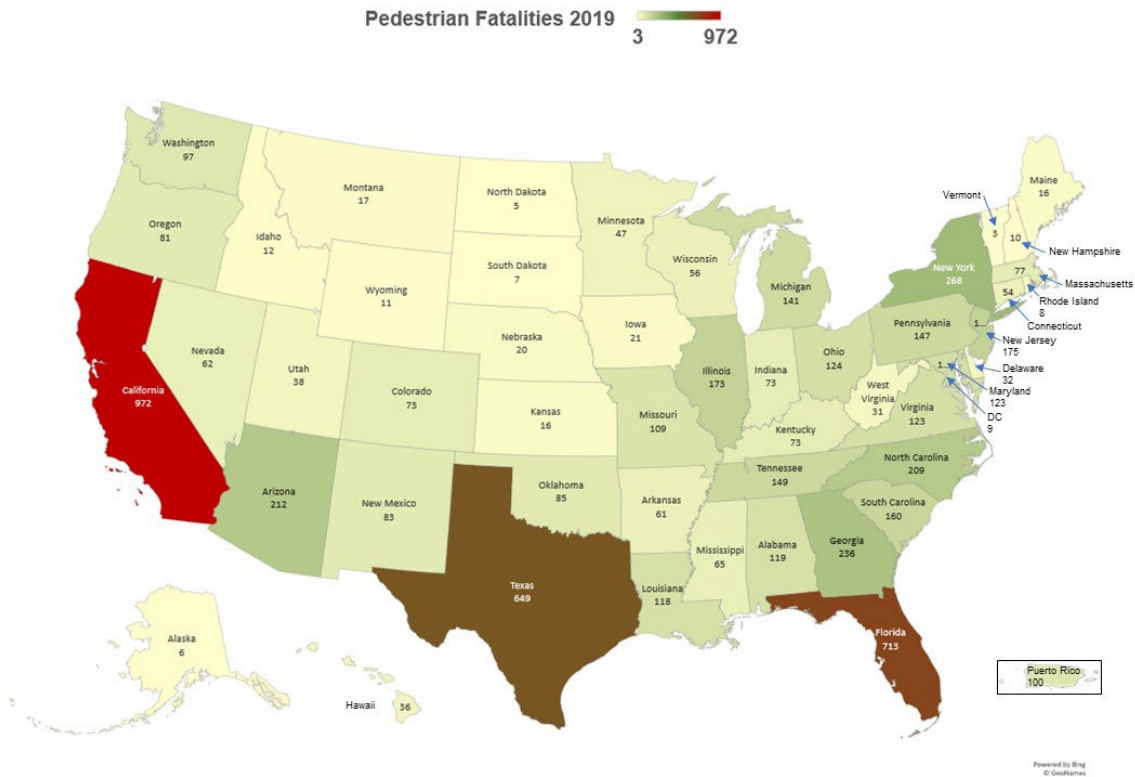 Pedestrian Fatalities 2019
3 972
Washington
97
Oregon
81
California
972
Idaho
12
Nevada
62
Montana
17
Wyoming
11
Utah
38
Arizona
212
Colorado
73
New Mexico
83
North Dakota
5
South Dakota
7
Nebraska
20
Kansas
16
Oklahoma
85
Texas
649
Minnesota
47
Iowa
21
Missouri
109
Arkansas
61
Louisiana
118
Wisconsin
56
Illinois
173
Michigan
141
Indiana
73
Ohio
124
Kentucky
73
Tennessee
149
Mississippi
65
Alabama
119
Georgia
236
Florida
713
South Carolina
160
North Carolina
209
Virginia
123
West
Virginia
31
Pennsylvania
147
New York
268
Vermont
3
10
New Hampshire
Maine
16
77
Massachusetts
Rhode Island
8
54
Connecticut
1...
New Jersey
175
Delaware
32
1...
Maryland
123
DC
9
Alaska
6
Hawaii
36
Puerto Rico
100
Powered by Bing
© GeoNames